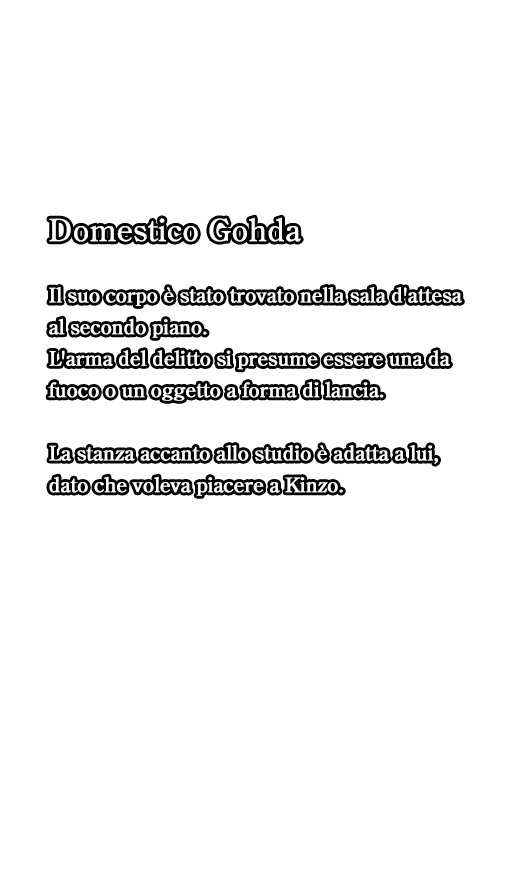 Domestico Gohda
Il suo corpo è stato trovato nella sala d'attesa
al secondo piano.
L'arma del delitto si presume essere una da
fuoco o un oggetto a forma di lancia.
La stanza accanto allo studio è adatta a lui,
dato che voleva piacere a Kinzo.